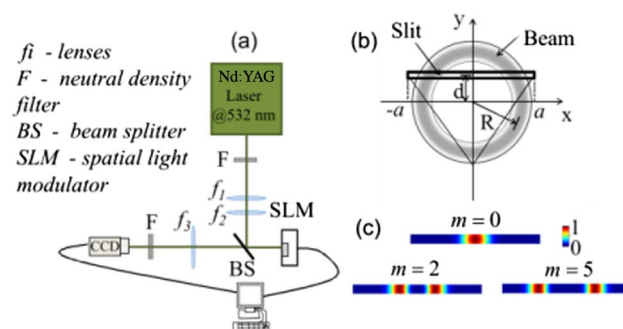 fi - lenses
F - neutral density
filter
BS - beam splitter
SLM - spatial light
modulator
(a)
Nd:YAG
Laser
@532 nm
F
f1
f2
SLM
F
f3
CCD
BS
(b)
y
Slit
Beam
d
-a
R
a
x
(c)
m = 0
1
0
m = 2
m = 5